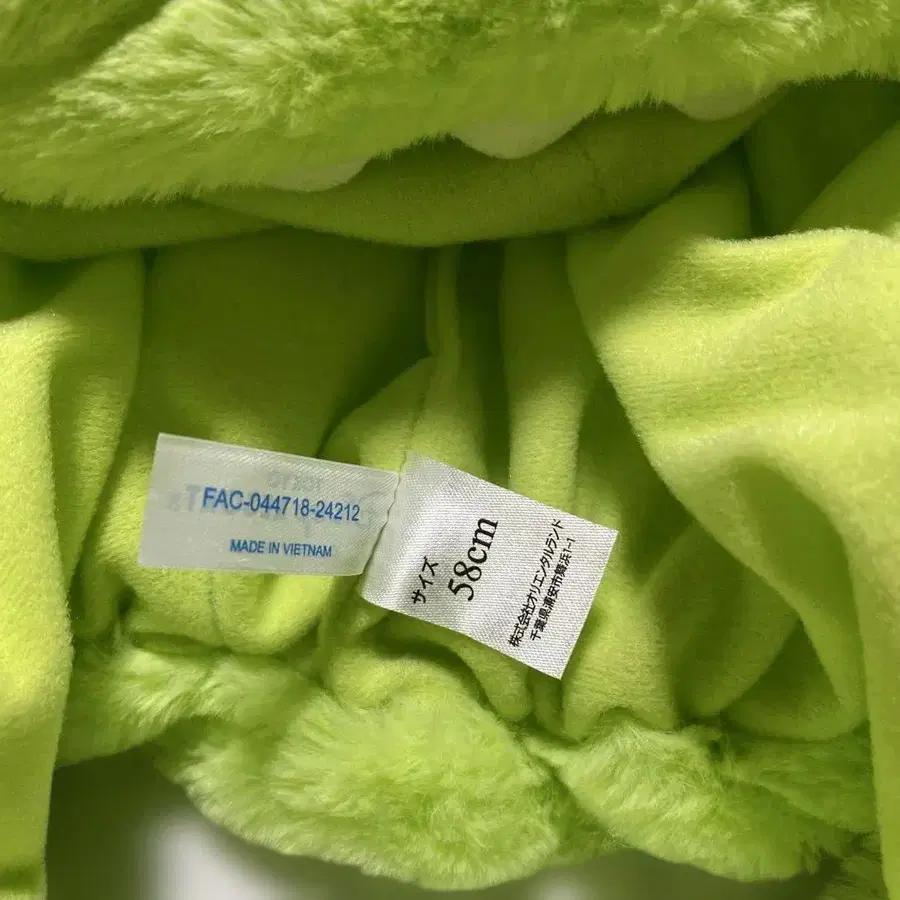 FAC-044718-24212
MADE IN VIETNAM
サイズ
58cm
株式会社オリエンタルランド
千葉県浦安市舞浜1-1